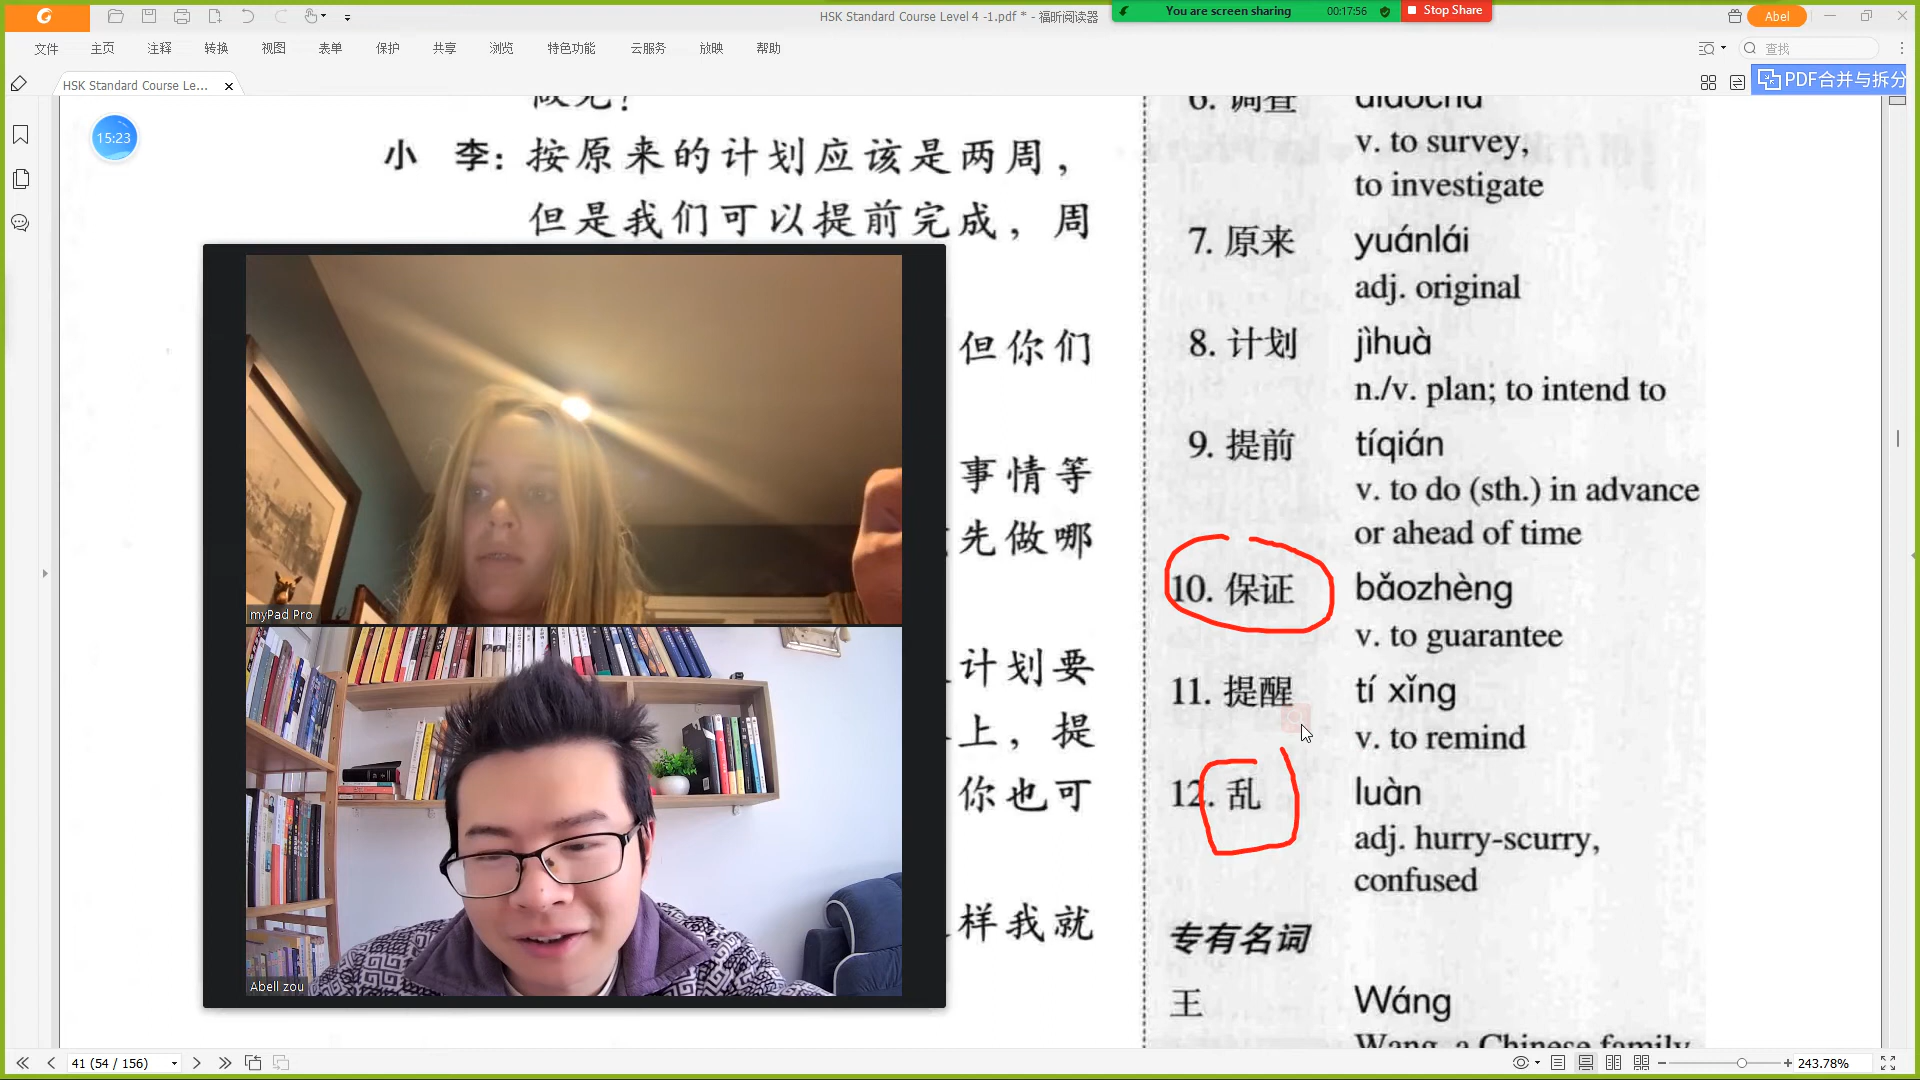 HSK Standard Course Level 4 -1.pdf * - 福昕阅读器
You are screen sharing
00:17:56
Stop Share
Abel
文件 主页 注释 转换 视图 表单 保护 共享 浏览 特色功能 云服务 放映 帮助
查找
HSK Standard Course Le...
PDF合并与拆分
15:23
小 李：按原来的计划应该是两周，
但是我们可以提前完成，周
但你们
事情等
先做哪
计划要
上，提
你也可
样我就
6. 调查 diàochá
v. to survey,
to investigate
7. 原来 yuánlái
adj. original
8. 计划 jìhuà
n./v. plan; to intend to
9. 提前 tíqián
v. to do (sth.) in advance
or ahead of time
10. 保证 bǎozhèng
v. to guarantee
11. 提醒 tí xǐng
v. to remind
12. 乱 luàn
adj. hurry-scurry,
confused
专有名词
王 Wáng
Wang, a Chinese family
myPad Pro
Abell zou
41 (54 / 156)
243.78%